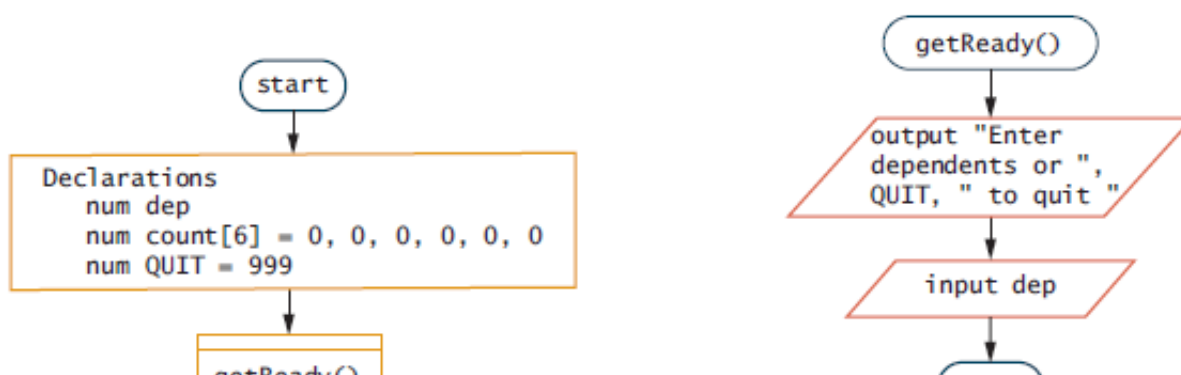 start
Declarations
num dep
num count[6] = 0, 0, 0, 0, 0, 0
num QUIT = 999
getReady()
getReady()
output "Enter
dependents or ",
QUIT, " to quit "
input dep